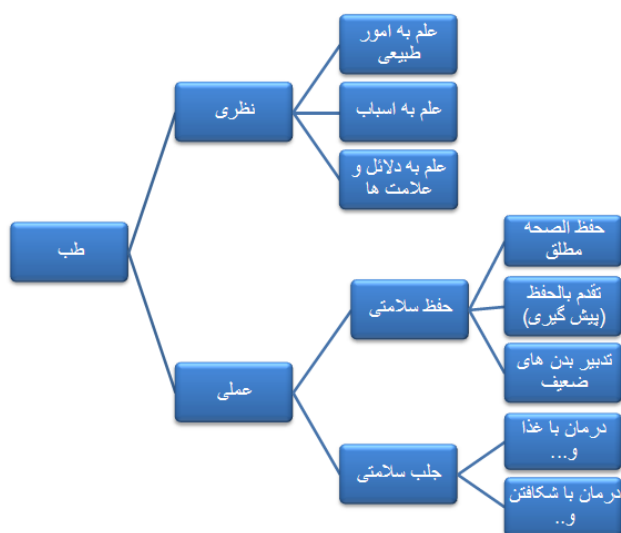 طب
نظری
علم به امور
طبیعی
علم به اسباب
علم به دلائل و
علامت ها
عملی
حفظ سلامتی
حفظ الصحه
مطلق
تقدم بالحفظ
(پیش گیری)
تدبیر بدن های
ضعیف
جلب سلامتی
درمان با غذا
و...
درمان با شکافتن
و..